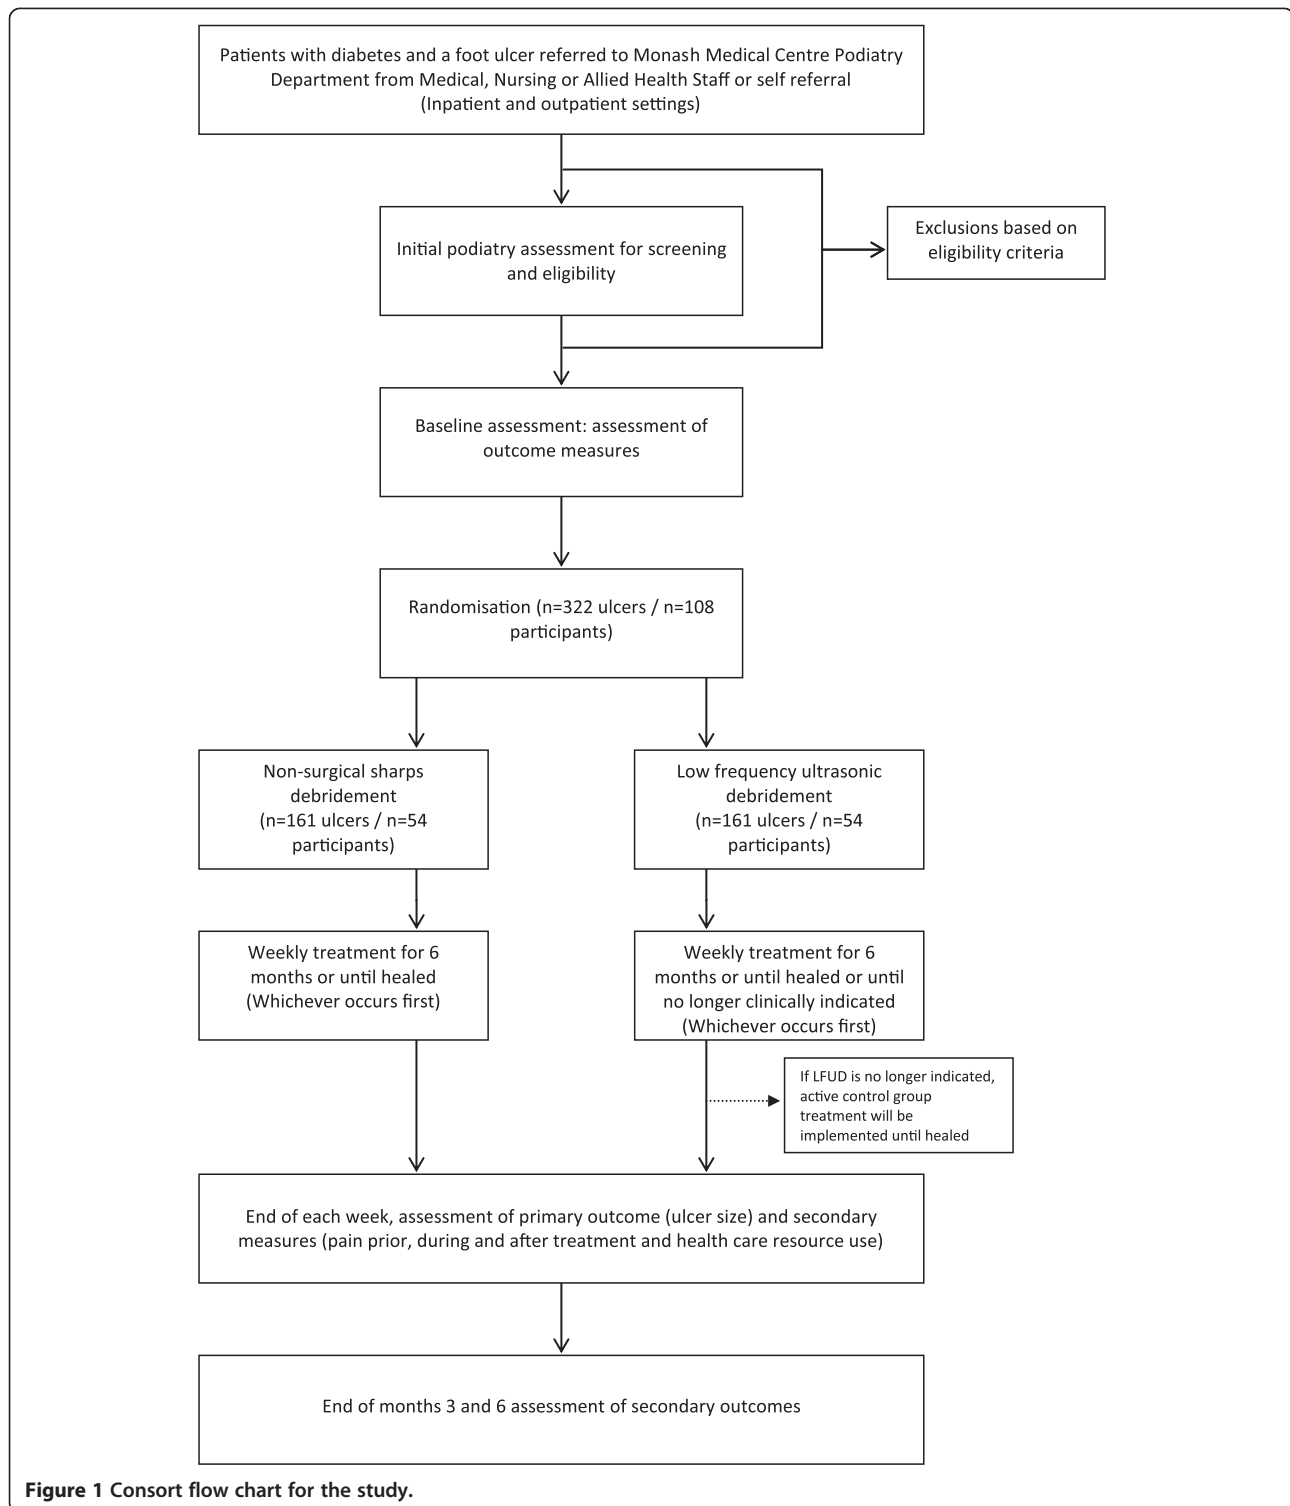 Patients with diabetes and a foot ulcer referred to Monash Medical Centre Podiatry
Department from Medical, Nursing or Allied Health Staff or self referral
(Inpatient and outpatient settings)
Initial podiatry assessment for screening
and eligibility
Exclusions based on
eligibility criteria
Baseline assessment: assessment of
outcome measures
Randomisation (n=322 ulcers / n=108
participants)
Non-surgical sharps
debridement
(n=161 ulcers / n=54
participants)
Low frequency ultrasonic
debridement
(n=161 ulcers / n=54
participants)
Weekly treatment for 6
months or until healed
(Whichever occurs first)
Weekly treatment for 6
months or until healed or until
no longer clinically indicated
(Whichever occurs first)
If LFUD is no longer indicated,
active control group
treatment will be
implemented until healed
End of each week, assessment of primary outcome (ulcer size) and secondary
measures (pain prior, during and after treatment and health care resource use)
End of months 3 and 6 assessment of secondary outcomes
Figure 1 Consort flow chart for the study.